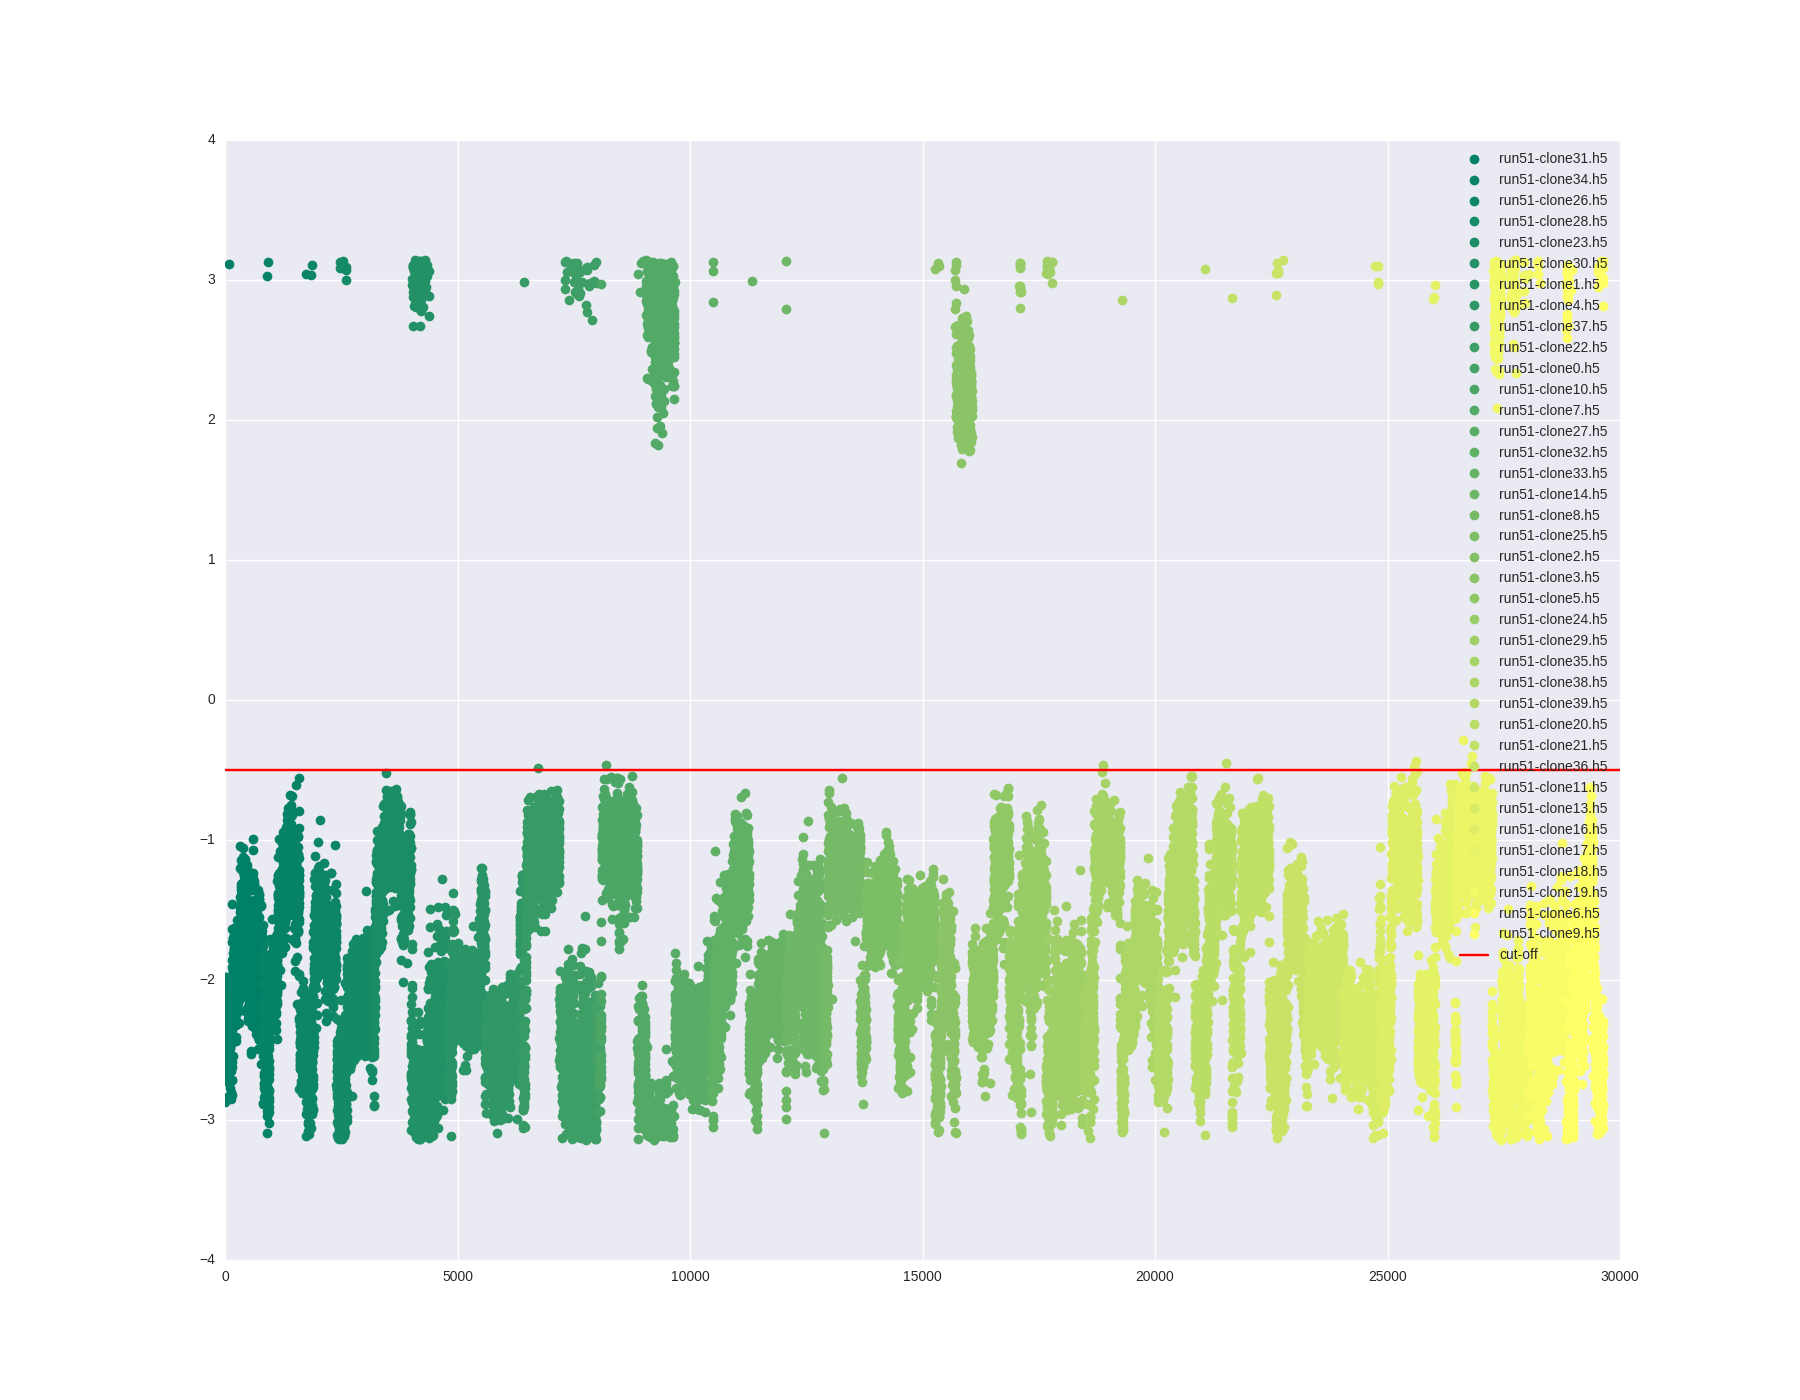 4
3
2
1
0
−1
−2
−3
−4
0 5000 10000 15000 20000 25000 30000
run51-clone31.h5
run51-clone34.h5
run51-clone26.h5
run51-clone28.h5
run51-clone23.h5
run51-clone30.h5
run51-clone1.h5
run51-clone4.h5
run51-clone37.h5
run51-clone22.h5
run51-clone0.h5
run51-clone10.h5
run51-clone7.h5
run51-clone27.h5
run51-clone32.h5
run51-clone33.h5
run51-clone14.h5
run51-clone8.h5
run51-clone25.h5
run51-clone2.h5
run51-clone3.h5
run51-clone5.h5
run51-clone24.h5
run51-clone29.h5
run51-clone35.h5
run51-clone38.h5
run51-clone39.h5
run51-clone20.h5
run51-clone21.h5
run51-clone36.h5
run51-clone11.h5
run51-clone13.h5
run51-clone16.h5
run51-clone17.h5
run51-clone18.h5
run51-clone19.h5
run51-clone6.h5
run51-clone9.h5
cut-off